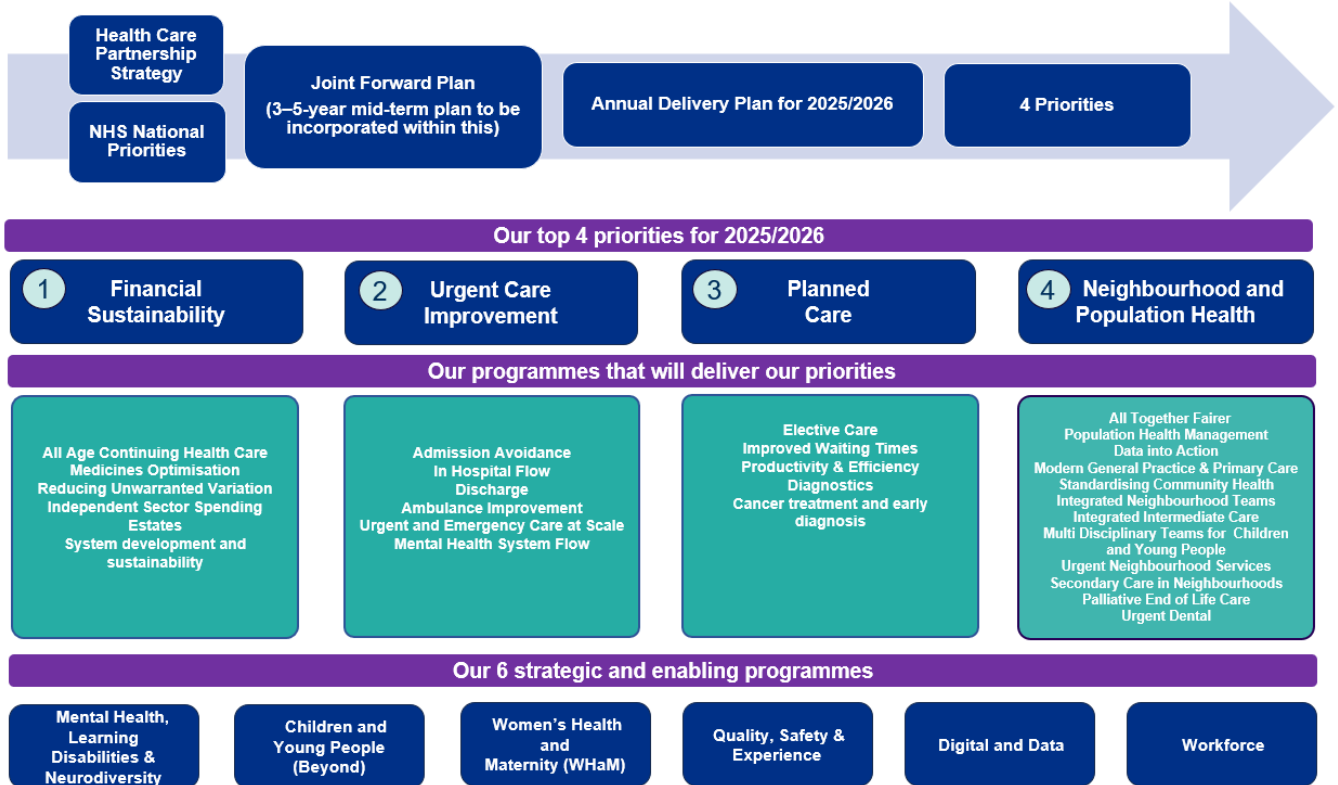 Health Care
Partnership
Strategy
NHS National
Priorities
Joint Forward Plan
(3–5-year mid-term plan to be
incorporated within this)
Annual Delivery Plan for 2025/2026
4 Priorities
Our top 4 priorities for 2025/2026
1
Financial
Sustainability
2
Urgent Care
Improvement
3
Planned
Care
4
Neighbourhood and
Population Health
Our programmes that will deliver our priorities
All Age Continuing Health Care
Medicines Optimisation
Reducing Unwarranted Variation
Independent Sector Spending
Estates
System development and
sustainability
Admission Avoidance
In Hospital Flow
Discharge
Ambulance Improvement
Urgent and Emergency Care at Scale
Mental Health System Flow
Elective Care
Improved Waiting Times
Productivity & Efficiency
Diagnostics
Cancer treatment and early
diagnosis
All Together Fairer
Population Health Management
Data into Action
Modern General Practice & Primary Care
Standardising Community Health
Integrated Neighbourhood Teams
Integrated Intermediate Care
Multi Disciplinary Teams for Children
and Young People
Urgent Neighbourhood Services
Secondary Care in Neighbourhoods
Palliative End of Life Care
Urgent Dental
Our 6 strategic and enabling programmes
Mental Health,
Learning
Disabilities &
Neurodiversity
Children and
Young People
(Beyond)
Women's Health
and
Maternity (WHaM)
Quality, Safety &
Experience
Digital and Data
Workforce